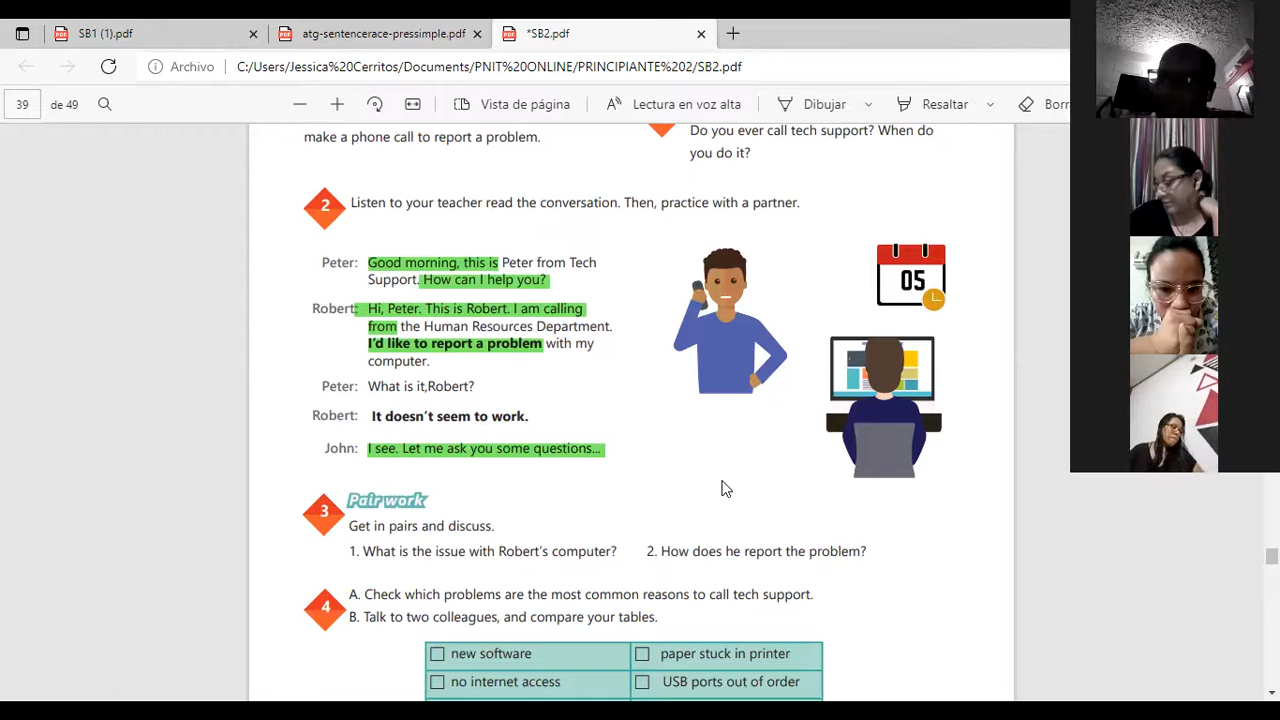 SB1 (1).pdf
atg-sentencerace-pressimple.pdf
*SB2.pdf
Archivo
C:/Users/Jessica%20Cerritos/Documents/PNIT%20ONLINE/PRINCIPIANTE%202/SB2.pdf
39 de 49
Vista de página
Lectura en voz alta
Dibujar
Resaltar
Borr
make a phone call to report a problem.
Do you ever call tech support? When do
you do it?
2 Listen to your teacher read the conversation. Then, practice with a partner.
Peter: Good morning, this is Peter from Tech
Support. How can I help you?
Robert: Hi, Peter. This is Robert. I am calling
from the Human Resources Department.
I'd like to report a problem with my
computer.
Peter: What is it,Robert?
Robert: It doesn't seem to work.
John: I see. Let me ask you some questions...
05
3 Pair work
Get in pairs and discuss.
1. What is the issue with Robert's computer? 2. How does he report the problem?
4 A. Check which problems are the most common reasons to call tech support.
B. Talk to two colleagues, and compare your tables.
new software
paper stuck in printer
no internet access
USB ports out of order